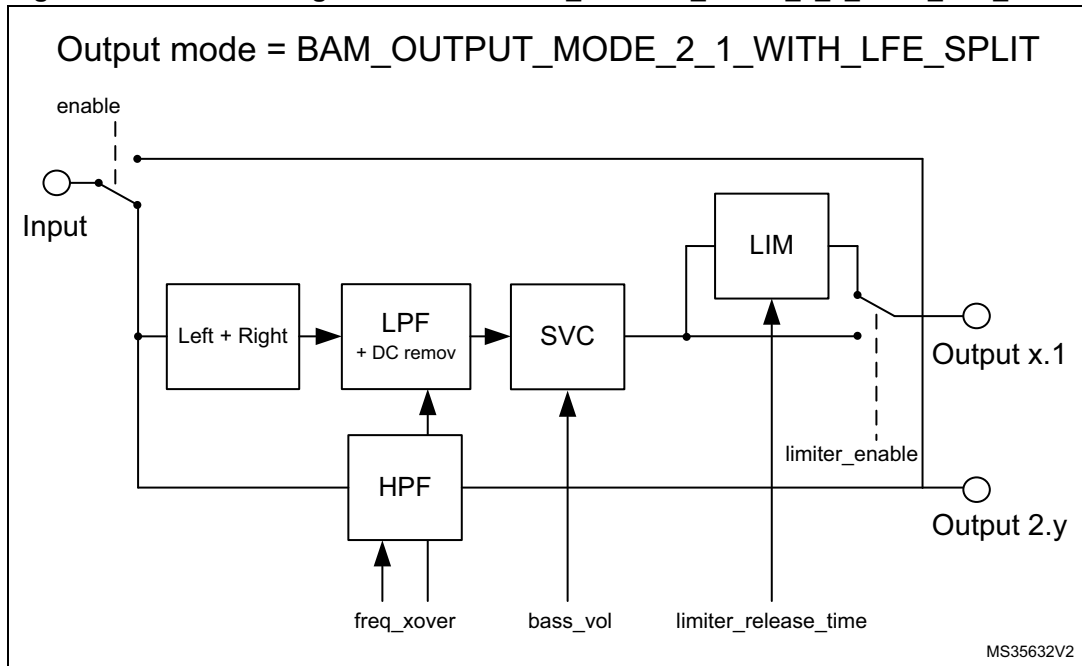 Output mode = BAM_OUTPUT_MODE_2_1_WITH_LFE_SPLIT
enable
Input
Left + Right
LPF
+ DC remov
SVC
LIM
Output x.1
limiter_enable
HPF
Output 2.y
freq_xover
bass_vol
limiter_release_time
MS35632V2